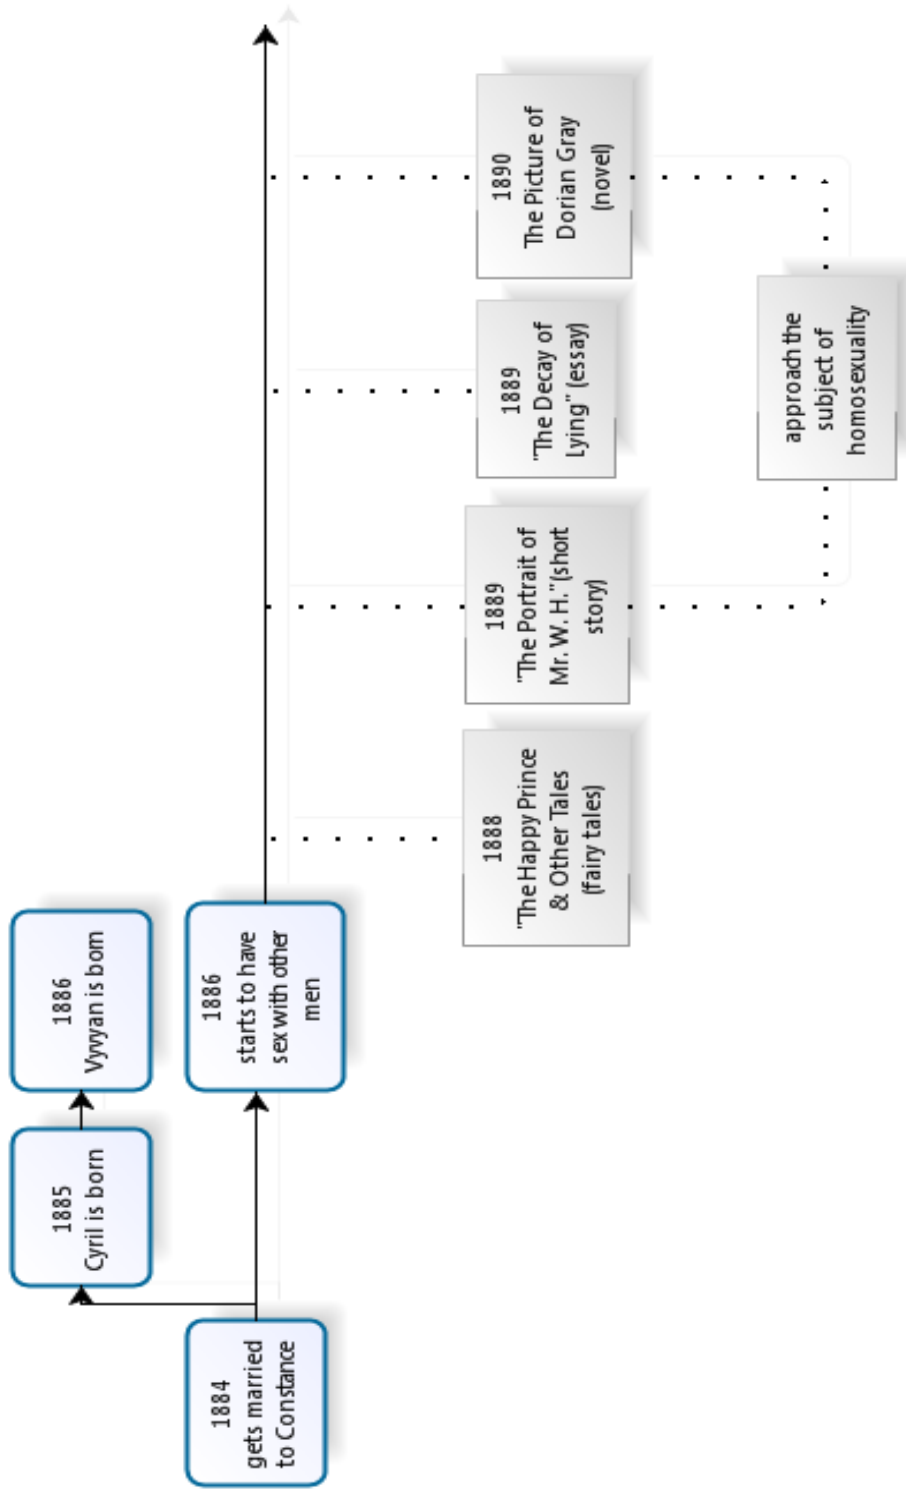 1884
gets married
to Constance
1885
Cyril is born
1886
Vyvyan is born
1886
starts to have
sex with other
men
1888
"The Happy Prince
& Other Tales
(fairy tales)
1889
"The Portrait of
Mr. W. H."(short
story)
1889
"The Decay of
Lying" (essay)
1890
The Picture of
Dorian Gray
(novel)
approach the
subject of
homosexuality